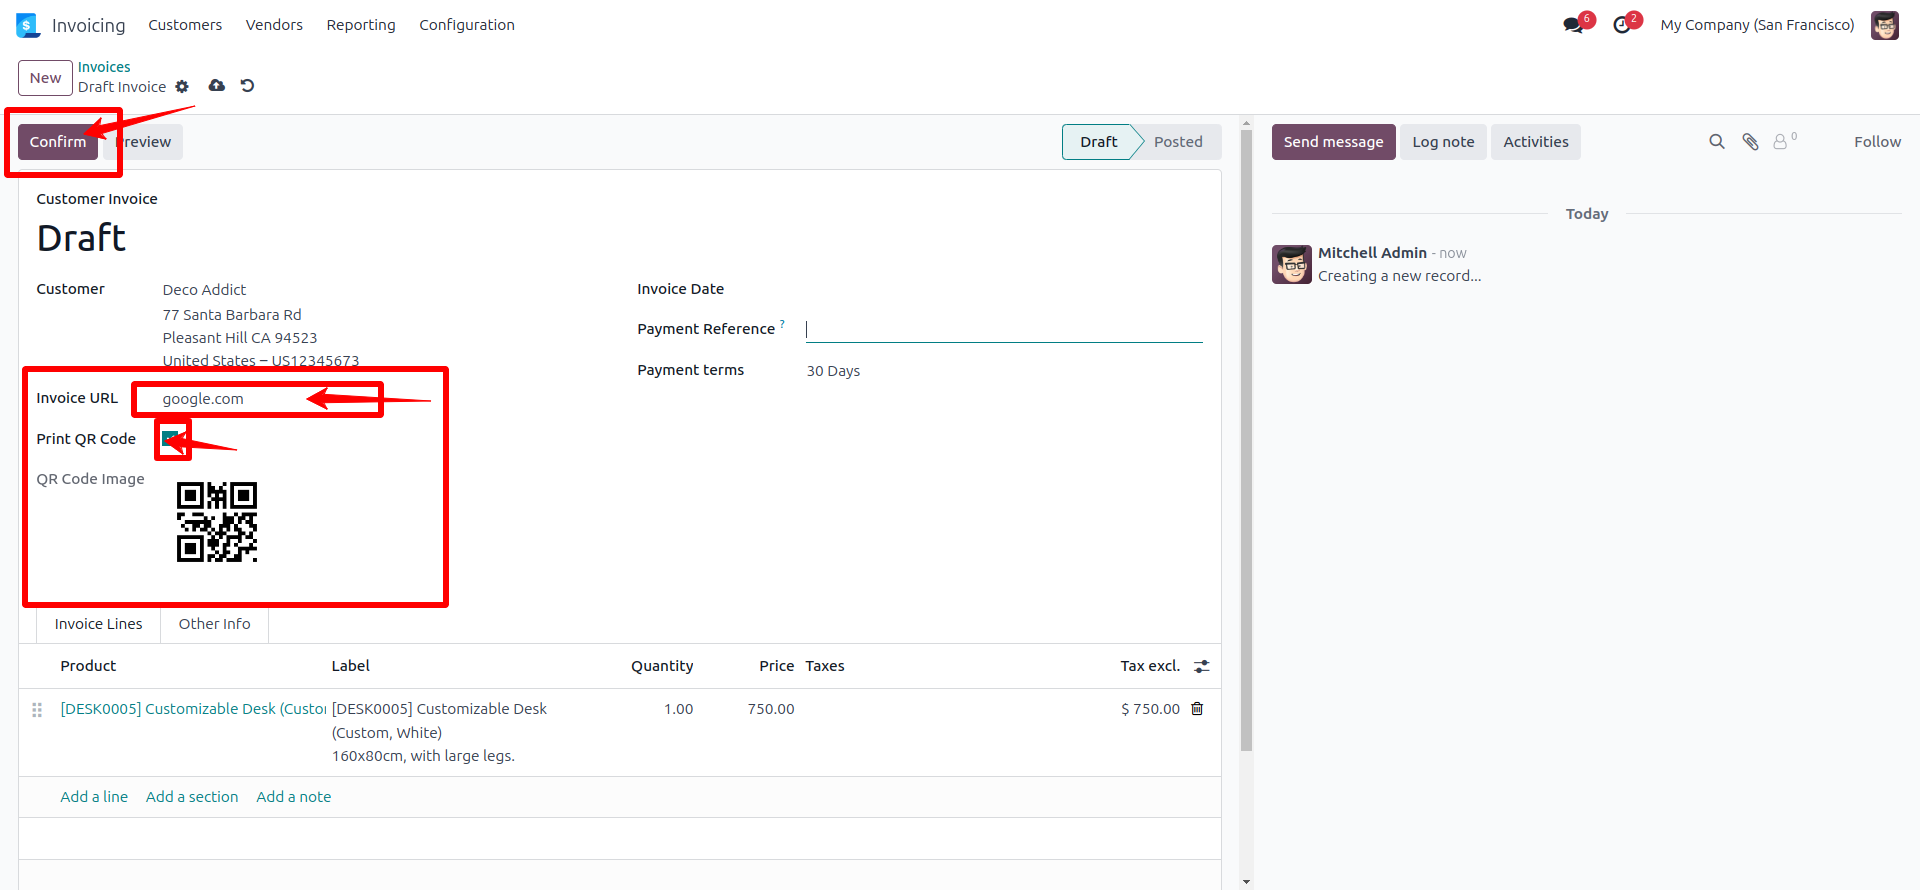 Invoicing Customers Vendors Reporting Configuration 6 2 My Company (San Francisco)
New Invoices
Draft Invoice
Confirm Preview Draft Posted Send message Log note Activities 0 Follow
Customer Invoice
Draft
Today
Mitchell Admin - now
Creating a new record...
Customer Deco Addict
77 Santa Barbara Rd
Pleasant Hill CA 94523
United States – US12345673
Invoice Date
Payment Reference ?
Payment terms 30 Days
Invoice URL google.com
Print QR Code
QR Code Image
Invoice Lines Other Info
Product Label Quantity Price Taxes Tax excl.
[DESK0005] Customizable Desk (Custo [DESK0005] Customizable Desk 1.00 750.00 $ 750.00
(Custom, White)
160x80cm, with large legs.
Add a line Add a section Add a note